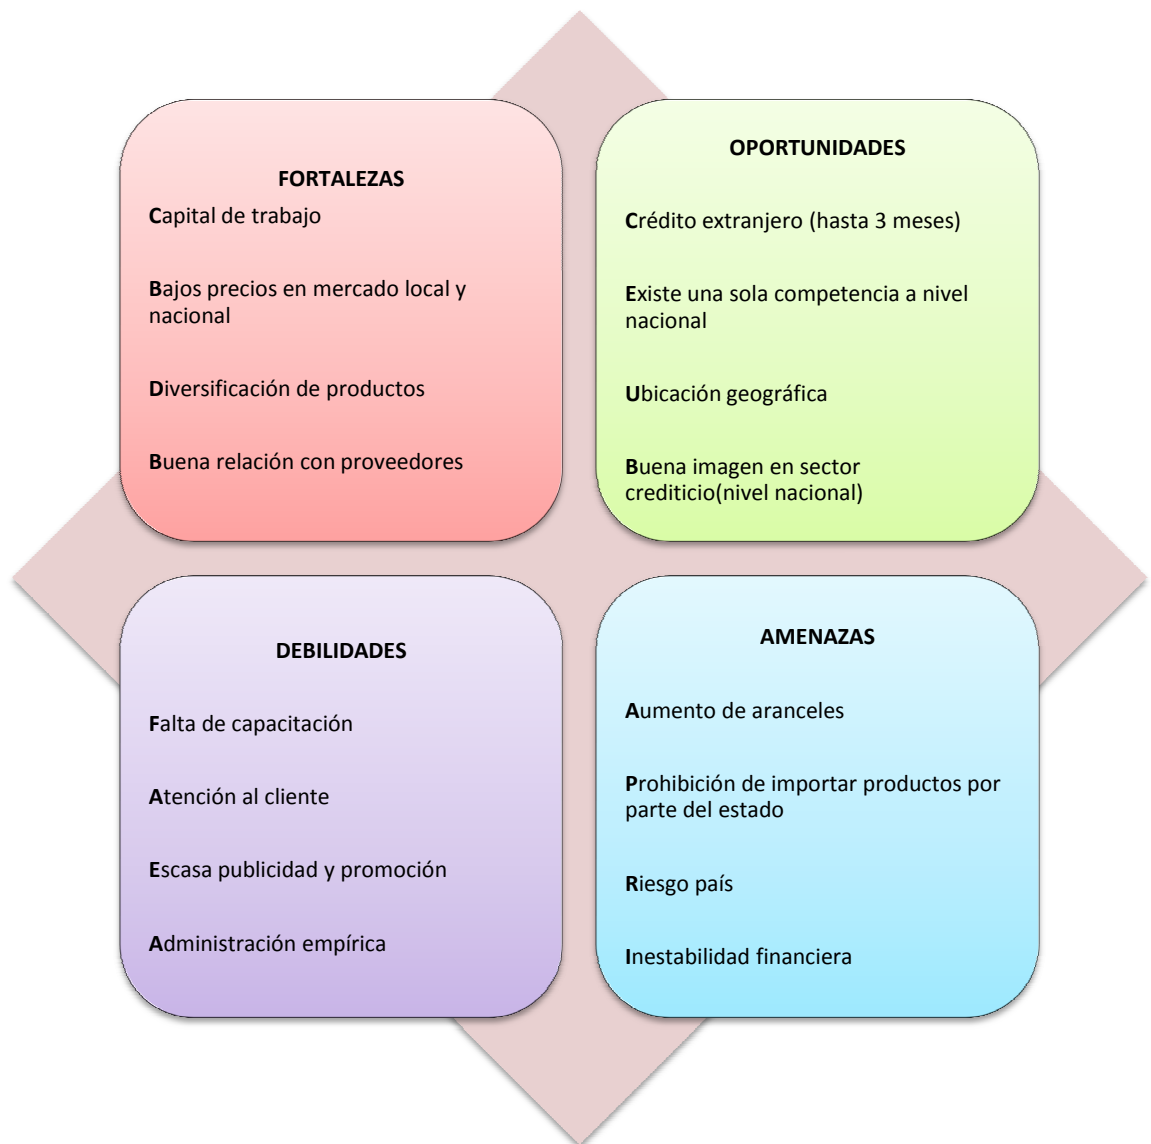 FORTALEZAS
Capital de trabajo
Bajos precios en mercado local y
nacional
Diversificación de productos
Buena relación con proveedores
OPORTUNIDADES
Crédito extranjero (hasta 3 meses)
Existe una sola competencia a nivel
nacional
Ubicación geográfica
Buena imagen en sector
crediticio(nivel nacional)
DEBILIDADES
Falta de capacitación
Atención al cliente
Escasa publicidad y promoción
Administración empírica
AMENAZAS
Aumento de aranceles
Prohibición de importar productos por
parte del estado
Riesgo país
Inestabilidad financiera